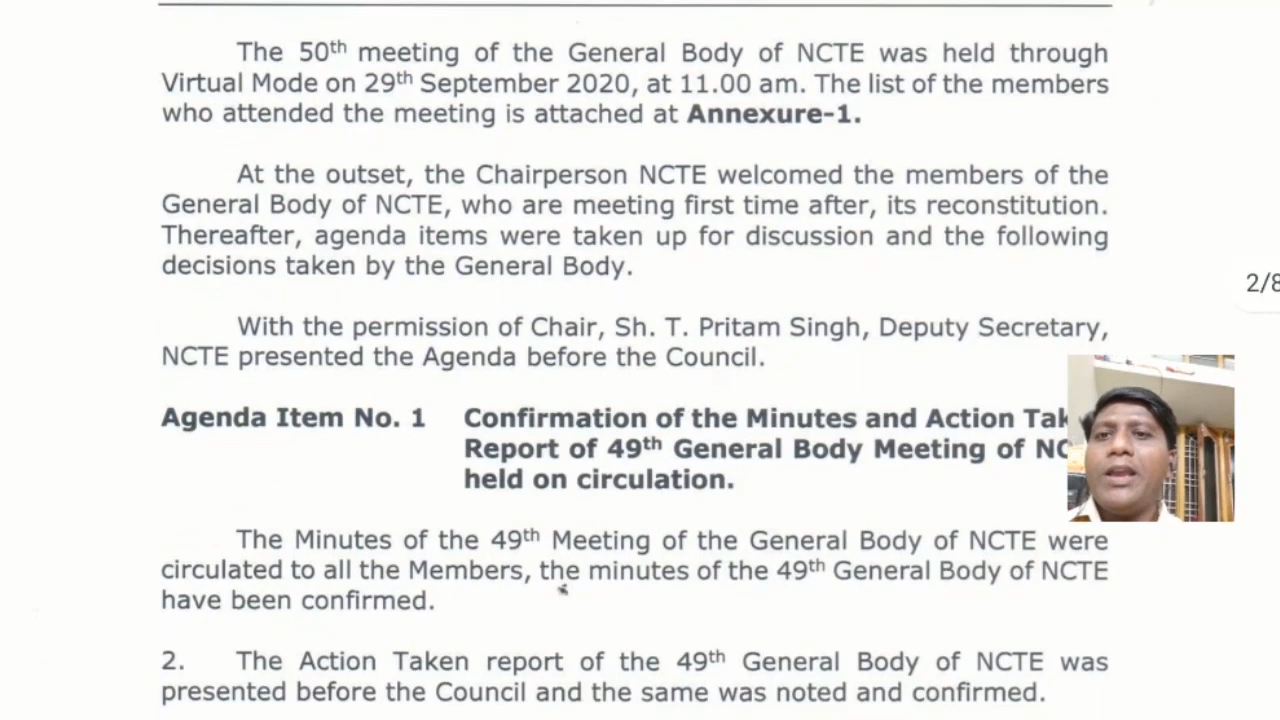 The 50th meeting of the General Body of NCTE was held through
Virtual Mode on 29th September 2020, at 11.00 am. The list of the members
who attended the meeting is attached at Annexure-1.
At the outset, the Chairperson NCTE welcomed the members of the
General Body of NCTE, who are meeting first time after, its reconstitution.
Thereafter, agenda items were taken up for discussion and the following
decisions taken by the General Body.
2/8
With the permission of Chair, Sh. T. Pritam Singh, Deputy Secretary,
NCTE presented the Agenda before the Council.
Agenda Item No. 1 Confirmation of the Minutes and Action
Report of 49th General Body Meeting of
held on circulation.
The Minutes of the 49th Meeting of the General Body of NCTE were
circulated to all the Members, the minutes of the 49th General Body of NCTE
have been confirmed.
2. The Action Taken report of the 49th General Body of NCTE was
presented before the Council and the same was noted and confirmed.